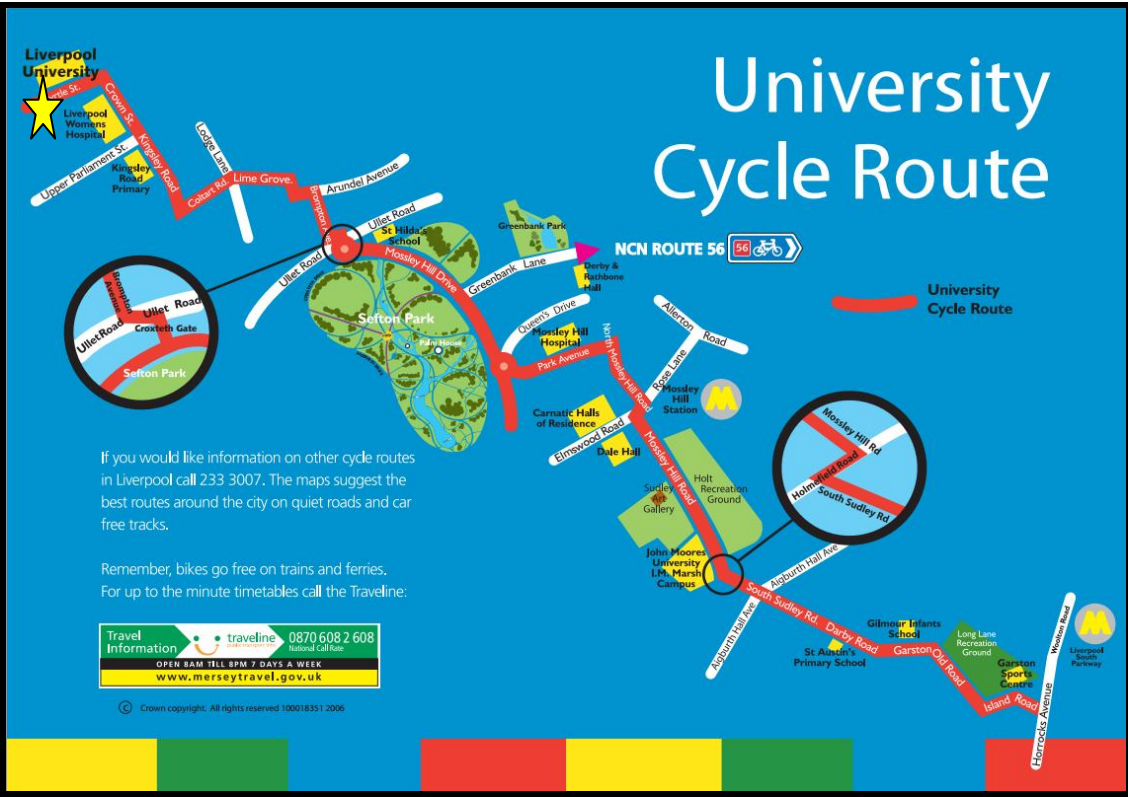 University
Cycle Route
Liverpool
University
Crown St.
Liverpool
Womens
Hospital
Upper Parliament St.
Kingsley
Road
Primary
Kingsley Road
Coltart Rd.
Lodge Lane
Lime Grove.
Brompton Ave
Arundel Avenue
Ullet Road
Ullet Road
St Hilda's
School
Mossley Hill Drive
Greenbank Park
Greenbank Lane
NCN ROUTE 56
56
Derby &
Rathbone
Hall
University
Cycle Route
Brompton
Avenue
Ullet Road
Ullet Road
Croxteth Gate
Sefton Park
Sefton Park
Palm House
Queen's Drive
Mossley Hill
Hospital
Park Avenue
North Mossley Hill Road
Allerton
Road
Rose Lane
Mossley
Hill
Station
Carnatic Halls
of Residence
Elmswood Road
Dale Hall
Mossley Hill Road
Sudley
Art
Gallery
Holt
Recreation
Ground
Mossley Hill Rd
Holmefield Road
South Sudley Rd
John Moores
University
I.M. Marsh
Campus
Aigburth Hall Ave
Aigburth Hall Ave
South Sudley Rd.
Darby Road
St Austin's
Primary School
Gilmour Infants
School
Garston
Old Road
Long Lane
Recreation
Ground
Garston
Sports
Centre
Island Road
Woolton Road
Horrocks Avenue
Liverpool
South
Parkway
If you would like information on other cycle routes
in Liverpool call 233 3007. The maps suggest the
best routes around the city on quiet roads and car
free tracks.
Remember, bikes go free on trains and ferries.
For up to the minute timetables call the Traveline:
Travel
Information
traveline
public transport info
0870 608 2 608
National Call Rate
OPEN 8AM TILL 8PM 7 DAYS A WEEK
www.merseytravel.gov.uk
© Crown copyright. All rights reserved 100018351 2006